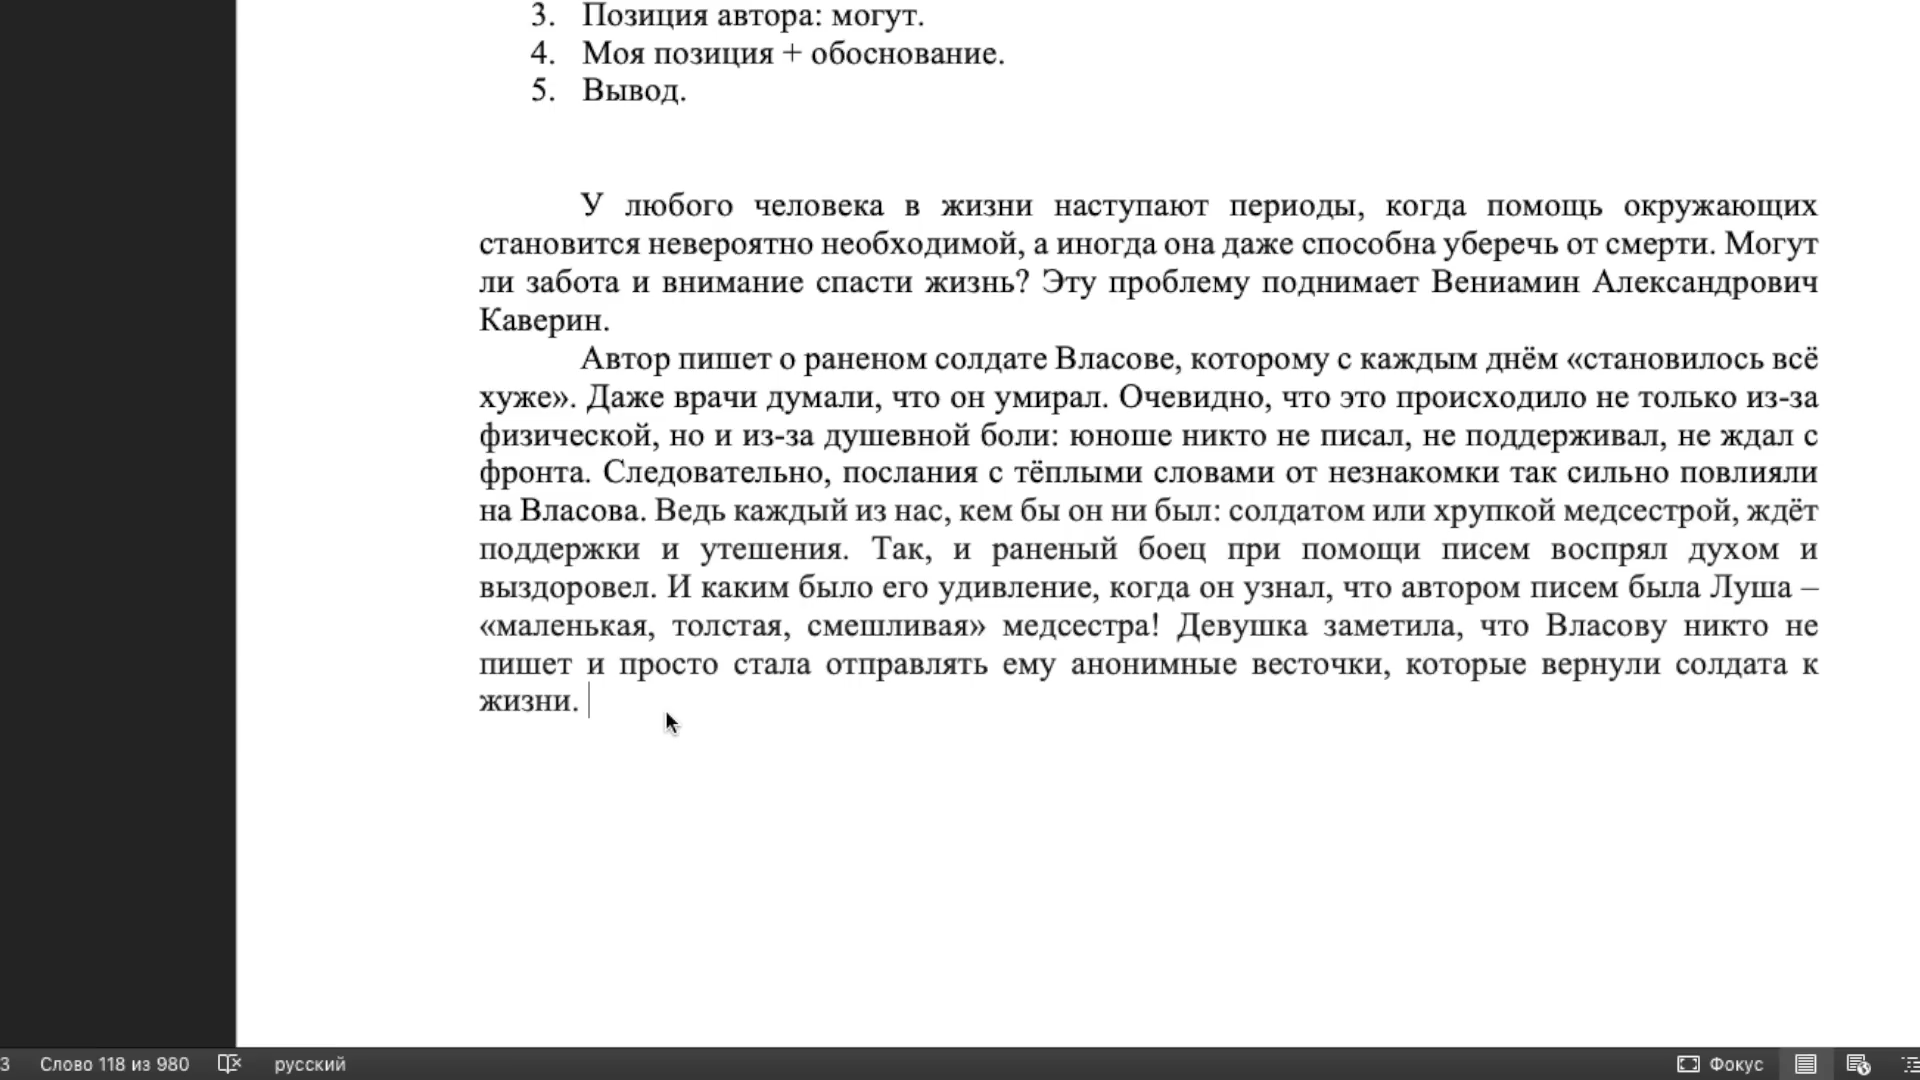 3. Позиция автора: могут.
4. Моя позиция + обоснование.
5. Вывод.
У любого человека в жизни наступают периоды, когда помощь окружающих
становится невероятно необходимой, а иногда она даже способна уберечь от смерти. Могут
ли забота и внимание спасти жизнь? Эту проблему поднимает Вениамин Александрович
Каверин.
Автор пишет о раненом солдате Власове, которому с каждым днём «становилось всё
хуже». Даже врачи думали, что он умирал. Очевидно, что это происходило не только из-за
физической, но и из-за душевной боли: юноше никто не писал, не поддерживал, не ждал с
фронта. Следовательно, послания с тёплыми словами от незнакомки так сильно повлияли
на Власова. Ведь каждый из нас, кем бы он ни был: солдатом или хрупкой медсестрой, ждёт
поддержки и утешения. Так, и раненый боец при помощи писем воспрял духом и
выздоровел. И каким было его удивление, когда он узнал, что автором писем была Луша –
«маленькая, толстая, смешливая» медсестра! Девушка заметила, что Власову никто не
пишет и просто стала отправлять ему анонимные весточки, которые вернули солдата к
жизни.
3 Слово 118 из 980 русский Фокус